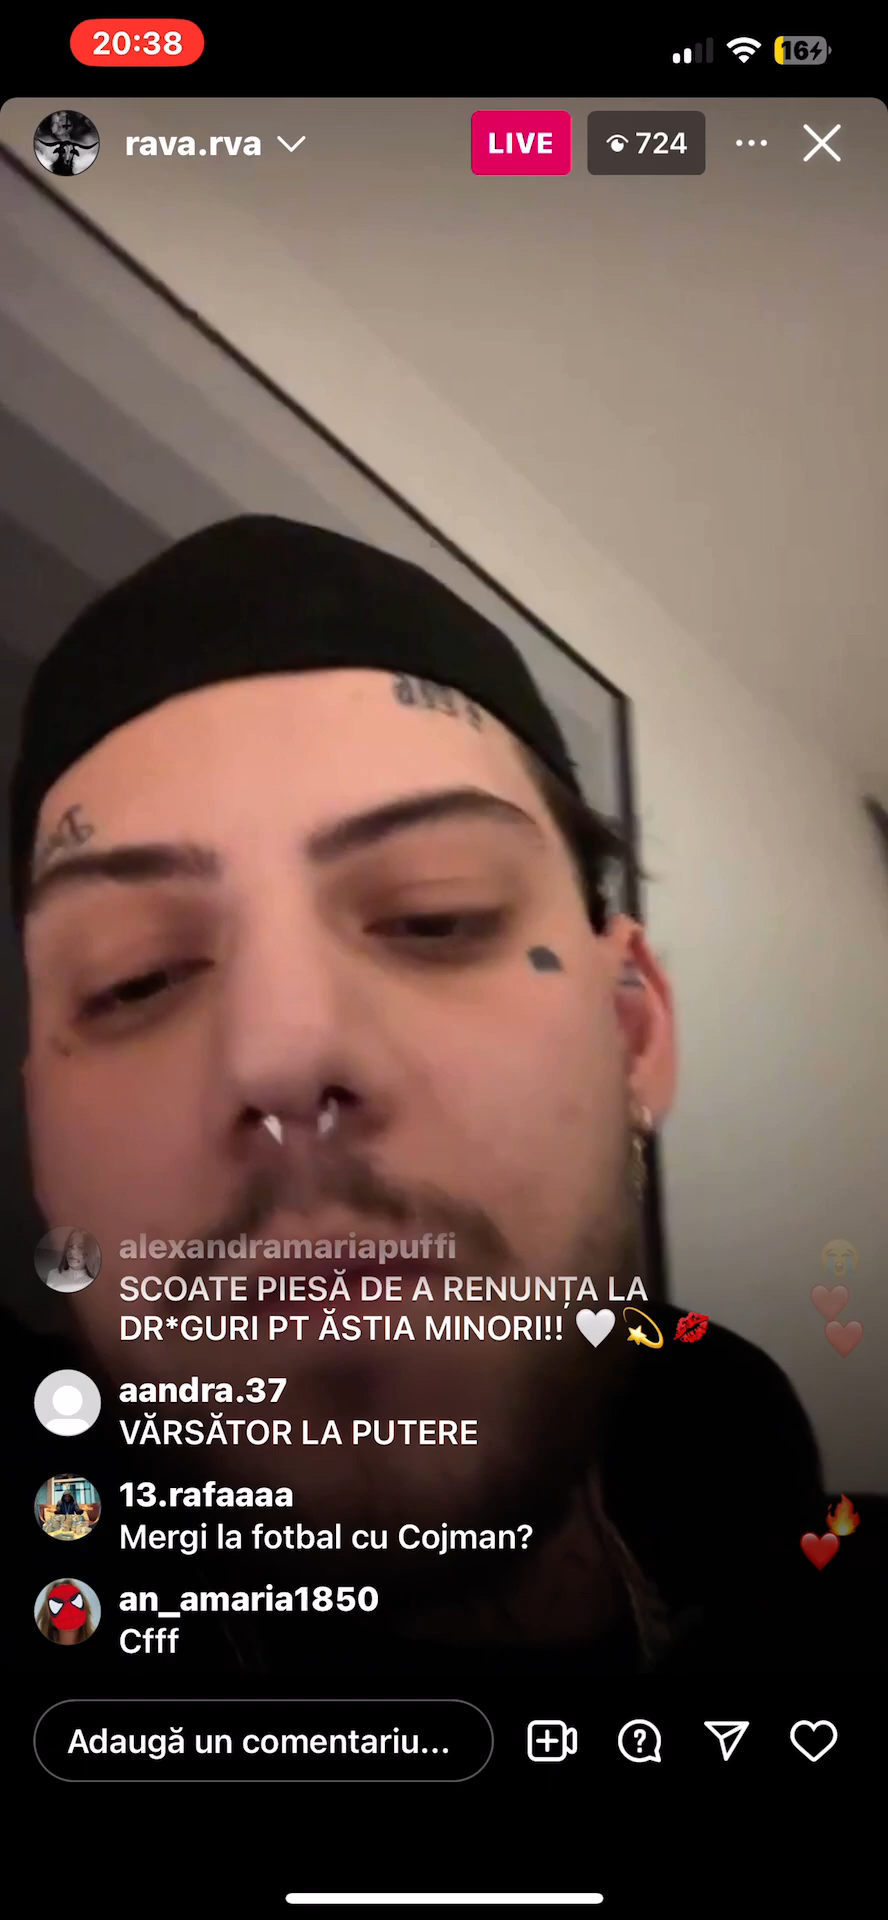 20:38
16
rava.rva
LIVE
724
alexandramariapuffi
SCOATE PIESĂ DE A RENUNȚA LA
DR*GURI PT ĂSTIA MINORI!! 🤍💫💋
aandra.37
VĂRSĂTOR LA PUTERE
13.rafaaaa
Mergi la fotbal cu Cojman?
an_amaria1850
Cfff
Adaugă un comentariu...